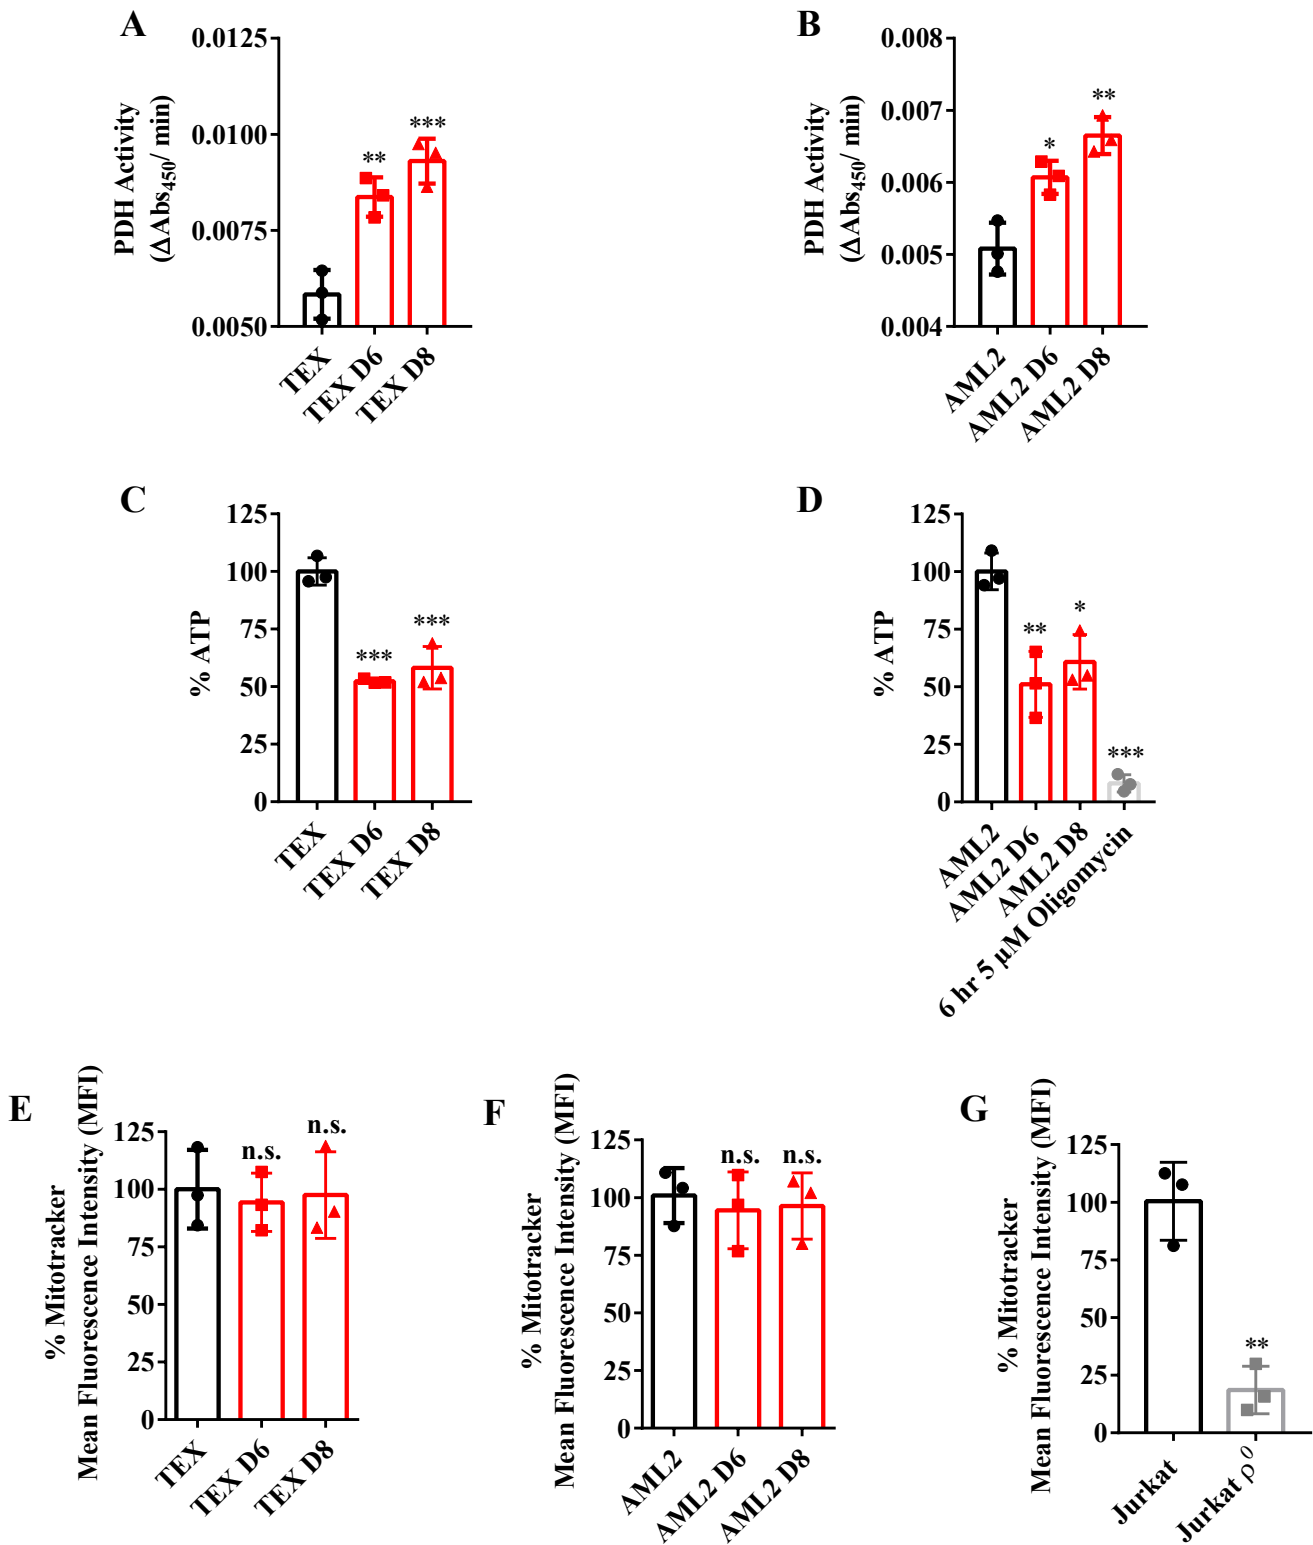 A
PDH Activity
(ΔAbs450/ min)
0.0125
0.0100
0.0075
0.0050
**
***
TEX
TEX D6
TEX D8
B
PDH Activity
(ΔAbs450/ min)
0.008
0.007
0.006
0.005
0.004
*
**
AML2
AML2 D6
AML2 D8
C
% ATP
125
100
75
50
25
0
***
***
TEX
TEX D6
TEX D8
D
% ATP
125
100
75
50
25
0
**
*
***
AML2
AML2 D6
AML2 D8
6 hr 5 µM Oligomycin
E
% Mitotracker
Mean Fluorescence Intensity (MFI)
125
100
75
50
25
0
n.s.
n.s.
TEX
TEX D6
TEX D8
F
% Mitotracker
Mean Fluorescence Intensity (MFI)
125
100
75
50
25
0
n.s.
n.s.
AML2
AML2 D6
AML2 D8
G
% Mitotracker
Mean Fluorescence Intensity (MFI)
125
100
75
50
25
0
**
Jurkat
Jurkat ρ0